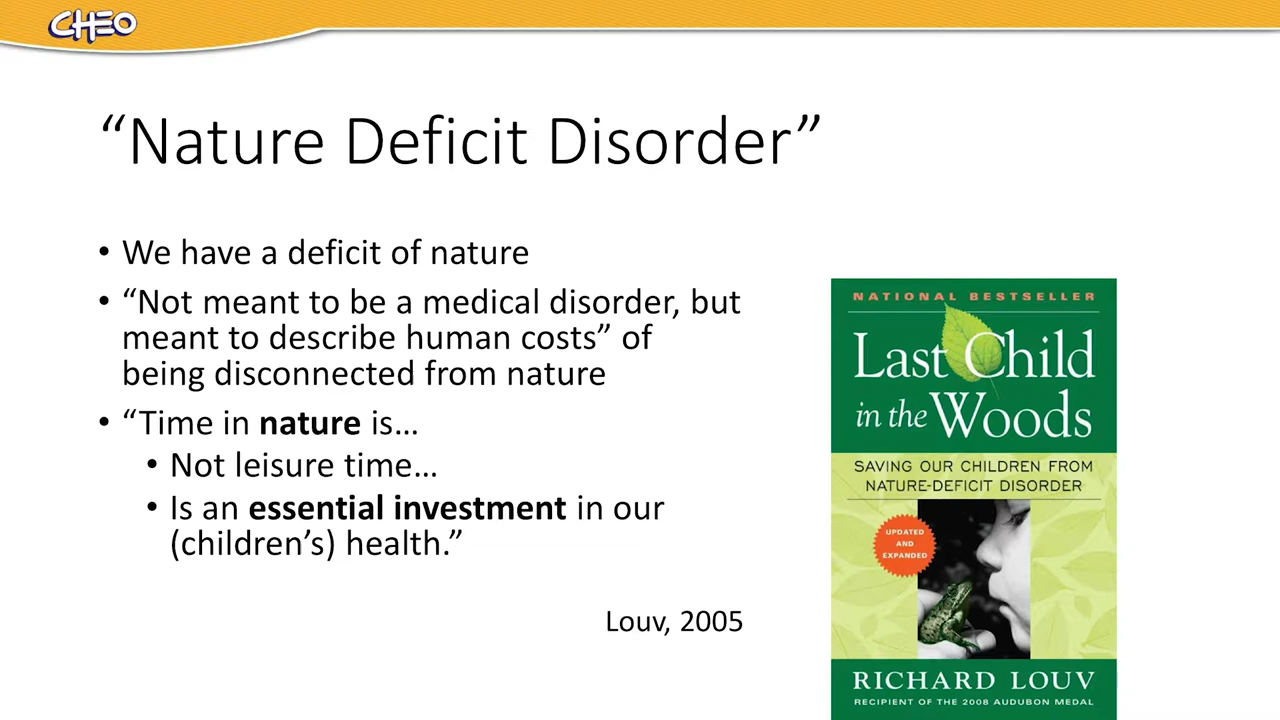 CHEO
“Nature Deficit Disorder”
• We have a deficit of nature
• “Not meant to be a medical disorder, but
meant to describe human costs” of
being disconnected from nature
• “Time in nature is…
• Not leisure time…
• Is an essential investment in our
(children’s) health.”
Louv, 2005
NATIONAL BESTSELLER
Last Child
in the Woods
SAVING OUR CHILDREN FROM
NATURE-DEFICIT DISORDER
UPDATED
AND
EXPANDED
RICHARD LOUV
RECIPIENT OF THE 2008 AUDUBON MEDAL